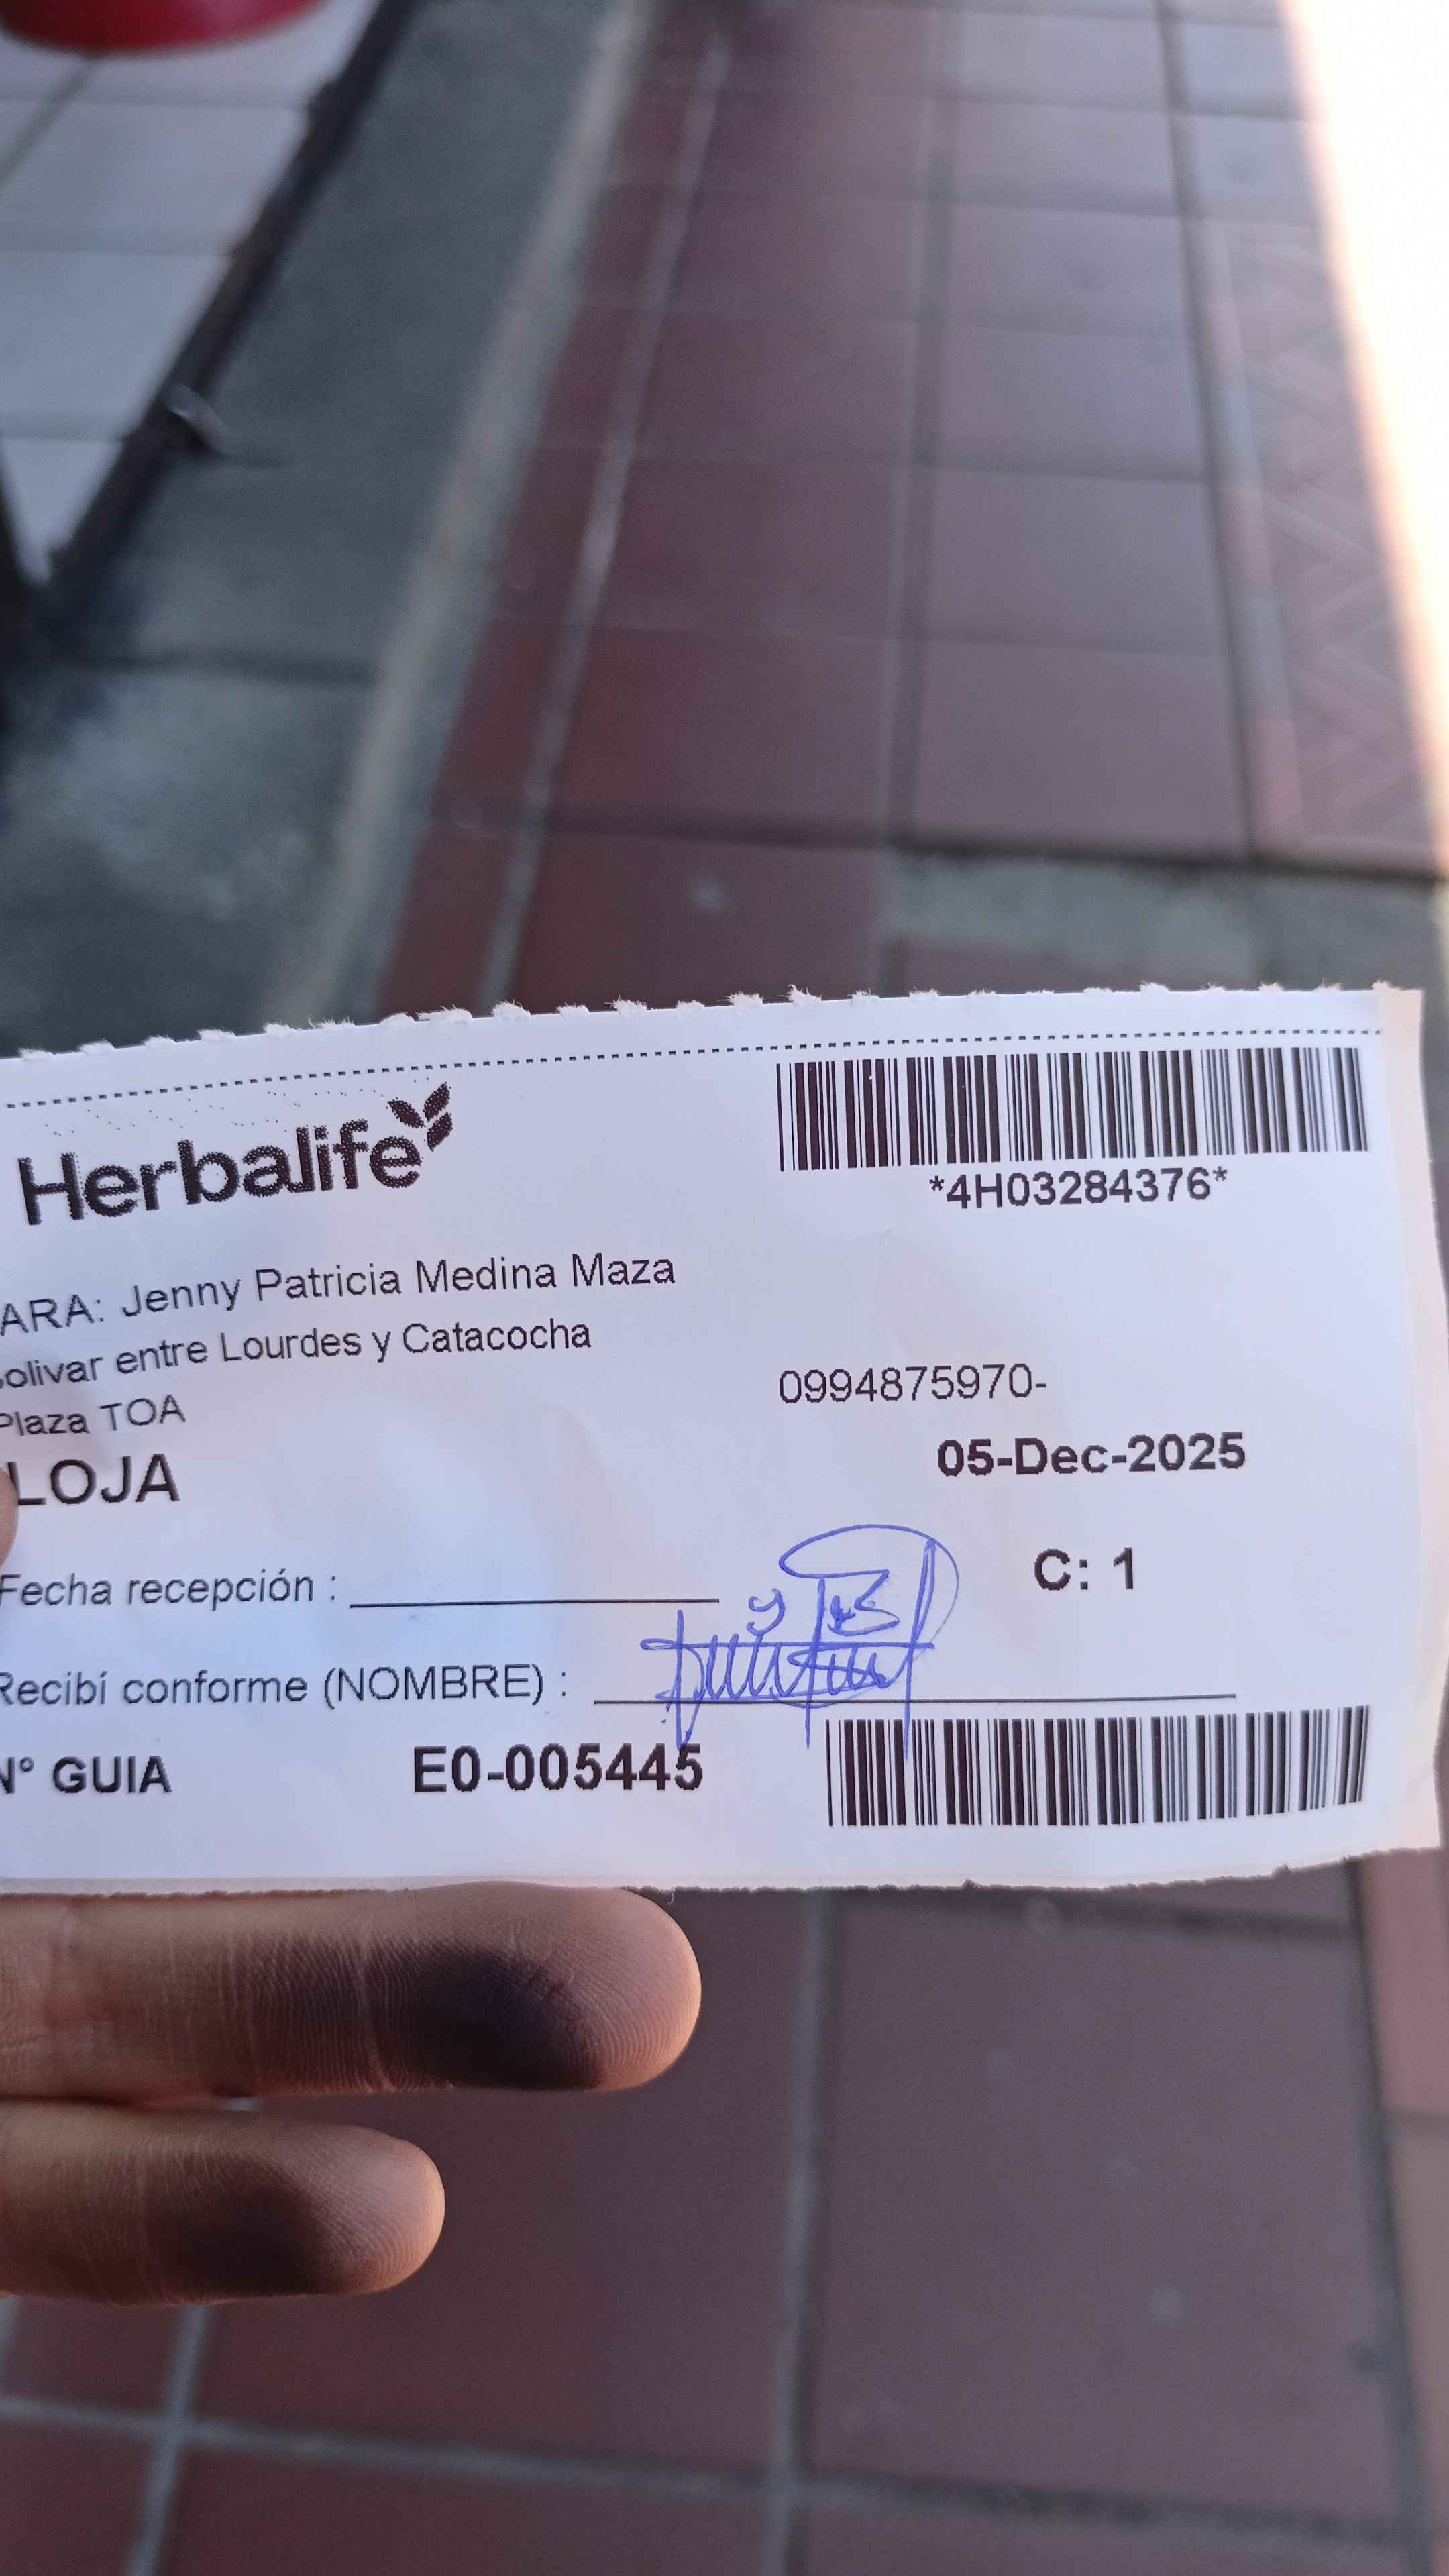 Herbalife
*4H03284376*
ARA: Jenny Patricia Medina Maza
olivar entre Lourdes y Catacocha
Plaza TOA
0994875970-
LOJA
05-Dec-2025
C: 1
Fecha recepción :
Recibí conforme (NOMBRE) :
N° GUIA E0-005445